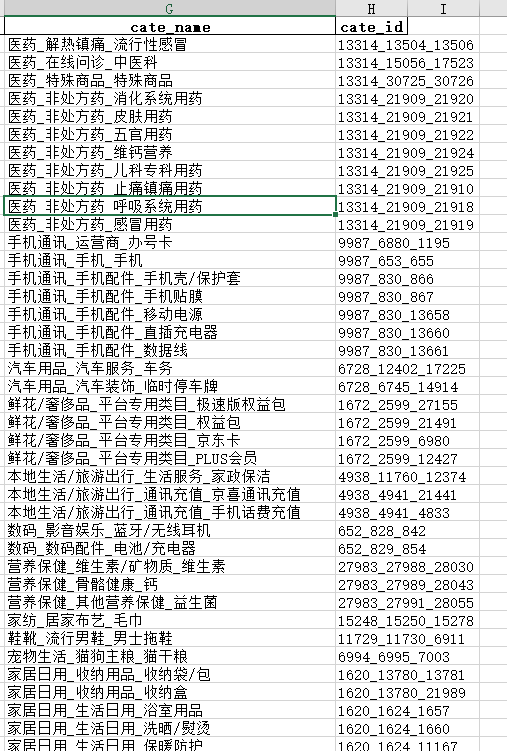 G H I
cate_name cate_id
医药_解热镇痛_流行性感冒 13314_13504_13506
医药_在线问诊_中医科 13314_15056_17523
医药_特殊商品_特殊商品 13314_30725_30726
医药_非处方药_消化系统用药 13314_21909_21920
医药_非处方药_皮肤用药 13314_21909_21921
医药_非处方药_五官用药 13314_21909_21922
医药_非处方药_维钙营养 13314_21909_21924
医药_非处方药_儿科专科用药 13314_21909_21925
医药_非处方药_止痛镇痛用药 13314_21909_21910
医药_非处方药_呼吸系统用药 13314_21909_21918
医药_非处方药_感冒用药 13314_21909_21919
手机通讯_运营商_办号卡 9987_6880_1195
手机通讯_手机_手机 9987_653_655
手机通讯_手机配件_手机壳/保护套 9987_830_866
手机通讯_手机配件_手机贴膜 9987_830_867
手机通讯_手机配件_移动电源 9987_830_13658
手机通讯_手机配件_直插充电器 9987_830_13660
手机通讯_手机配件_数据线 9987_830_13661
汽车用品_汽车服务_车务 6728_12402_17225
汽车用品_汽车装饰_临时停车牌 6728_6745_14914
鲜花/奢侈品_平台专用类目_极速版权益包 1672_2599_27155
鲜花/奢侈品_平台专用类目_权益包 1672_2599_21491
鲜花/奢侈品_平台专用类目_京东卡 1672_2599_6980
鲜花/奢侈品_平台专用类目_PLUS会员 1672_2599_12427
本地生活/旅游出行_生活服务_家政保洁 4938_11760_12374
本地生活/旅游出行_通讯充值_京喜通讯充值 4938_4941_21441
本地生活/旅游出行_通讯充值_手机话费充值 4938_4941_4833
数码_影音娱乐_蓝牙/无线耳机 652_828_842
数码_数码配件_电池/充电器 652_829_854
营养保健_维生素/矿物质_维生素 27983_27988_28030
营养保健_骨骼健康_钙 27983_27989_28043
营养保健_其他营养保健_益生菌 27983_27991_28055
家纺_居家布艺_毛巾 15248_15250_15278
鞋靴_流行男鞋_男士拖鞋 11729_11730_6911
宠物生活_猫狗主粮_猫干粮 6994_6995_7003
家居日用_收纳用品_收纳袋/包 1620_13780_13781
家居日用_收纳用品_收纳盒 1620_13780_21989
家居日用_生活日用_浴室用品 1620_1624_1657
家居日用_生活日用_洗晒/熨烫 1620_1624_1660
家居日用_生活日用_保暖防护 1620_1624_11167